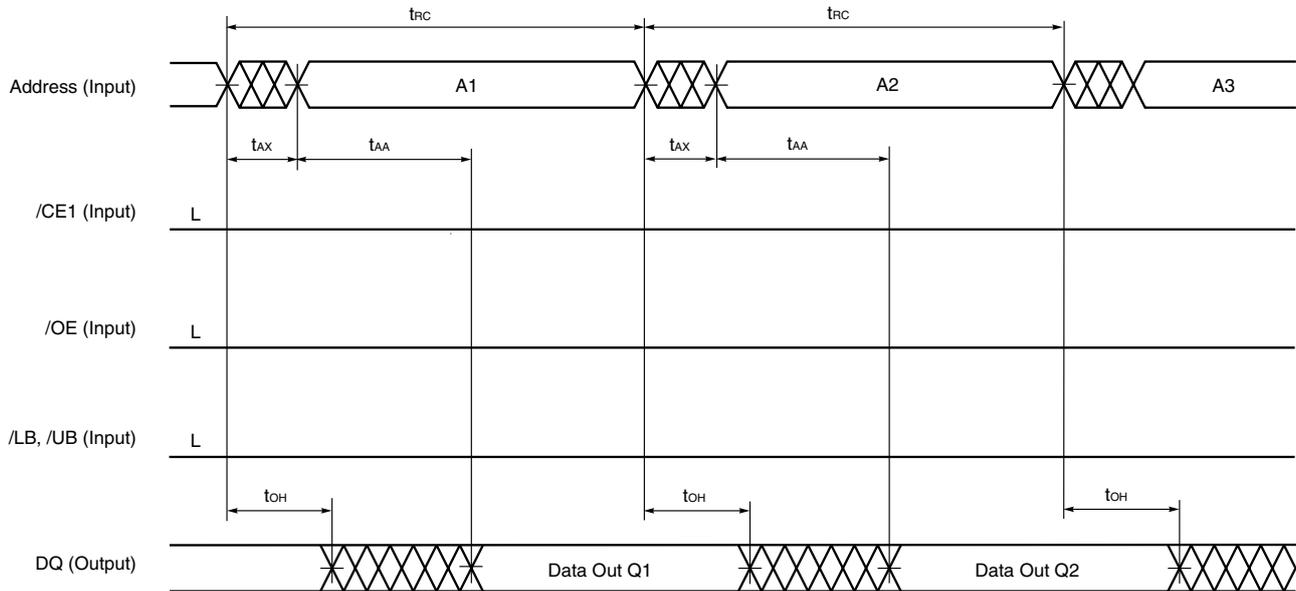 tRC tRC
Address (Input) A1 A2 A3
tAX tAA tAX tAA
/CE1 (Input) L
/OE (Input) L
/LB, /UB (Input) L
tOH tOH tOH
DQ (Output) Data Out Q1 Data Out Q2